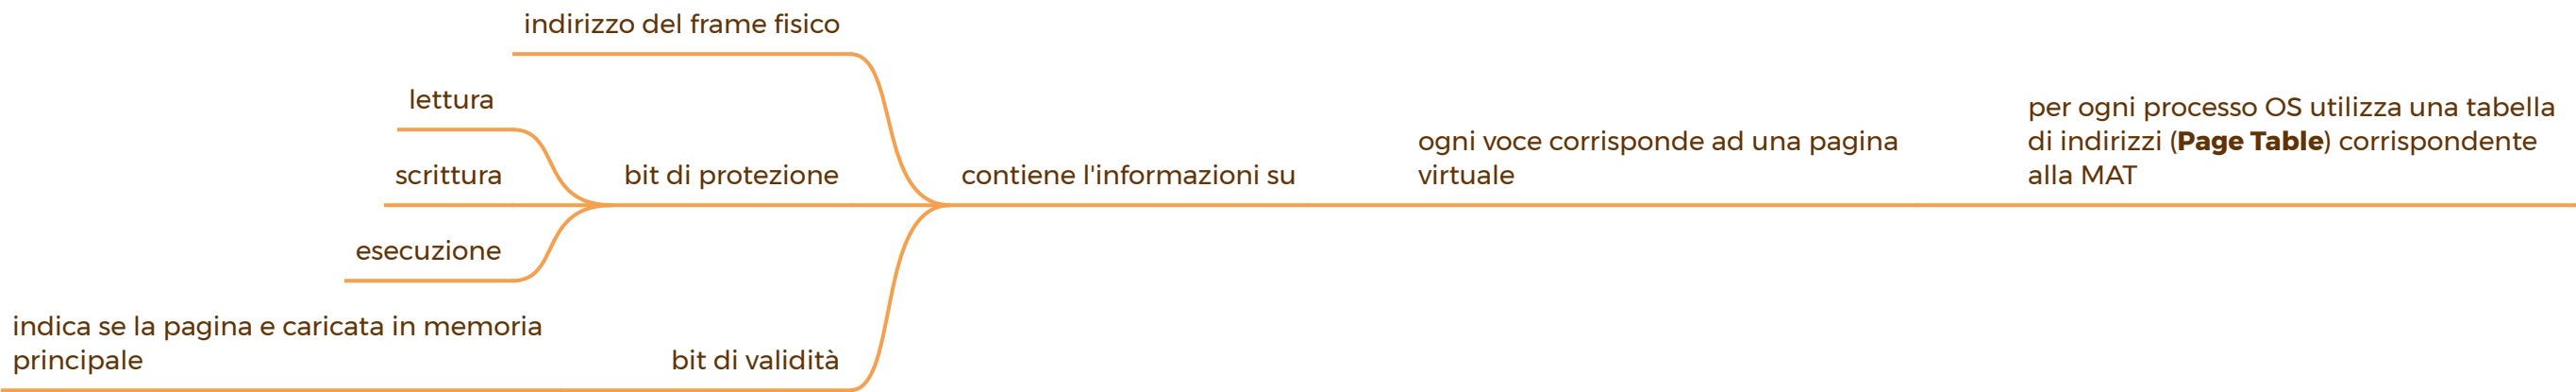 indirizzo del frame fisico
lettura
scrittura
esecuzione
bit di protezione
indica se la pagina e caricata in memoria
principale
bit di validità
contiene l'informazioni su
ogni voce corrisponde ad una pagina
virtuale
per ogni processo OS utilizza una tabella
di indirizzi (Page Table) corrispondente
alla MAT